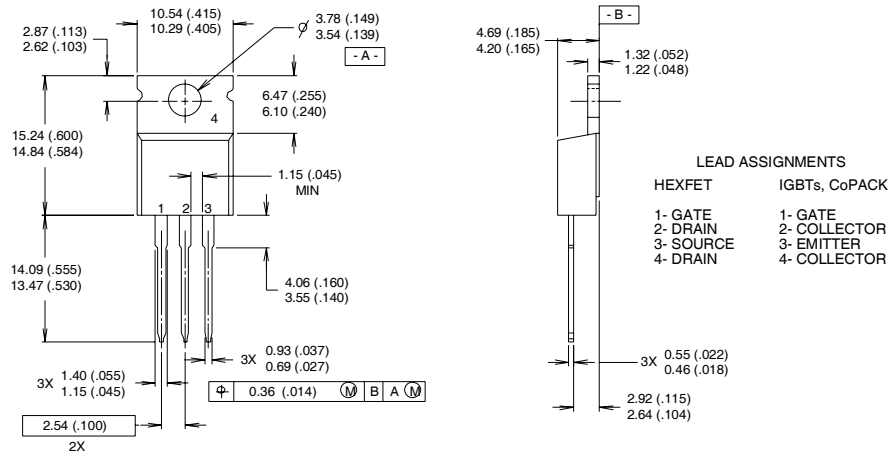 10.54 (.415)
10.29 (.405)
3.78 (.149)
3.54 (.139)
- A -
2.87 (.113)
2.62 (.103)
6.47 (.255)
6.10 (.240)
4
15.24 (.600)
14.84 (.584)
1.15 (.045)
MIN
1 2 3
14.09 (.555)
13.47 (.530)
4.06 (.160)
3.55 (.140)
3X 0.93 (.037)
0.69 (.027)
3X 1.40 (.055)
1.15 (.045)
⌖ 0.36 (.014) Ⓜ B A Ⓜ
2.54 (.100)
2X
- B -
4.69 (.185)
4.20 (.165)
1.32 (.052)
1.22 (.048)
3X 0.55 (.022)
0.46 (.018)
2.92 (.115)
2.64 (.104)
LEAD ASSIGNMENTS
HEXFET
1- GATE
2- DRAIN
3- SOURCE
4- DRAIN
IGBTs, CoPACK
1- GATE
2- COLLECTOR
3- EMITTER
4- COLLECTOR